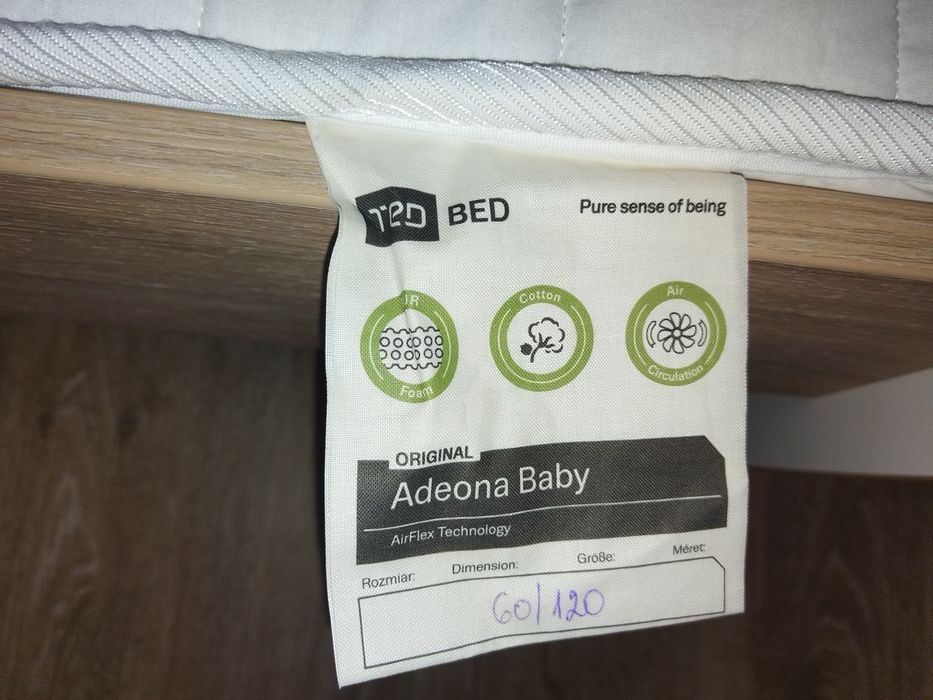 TED BED
Pure sense of being
UR Foam
Cotton
Air Circulation
ORIGINAL
Adeona Baby
AirFlex Technology
Rozmiar: Dimension: Größe: Méret:
60/120